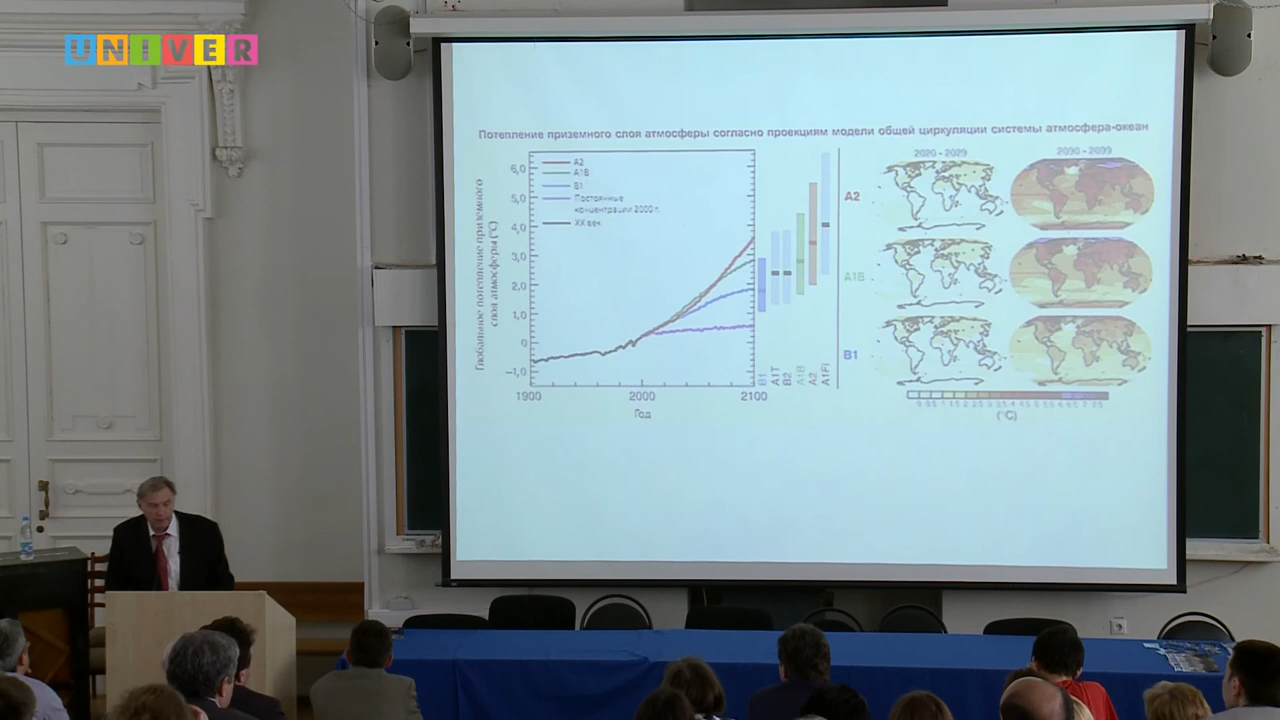 UNIVER
Потепление приземного слоя атмосферы согласно проекциям модели общей циркуляции системы атмосфера-океан
Глобальное потепление приземного
слоя атмосферы (°C)
6,0
5,0
4,0
3,0
2,0
1,0
0
–1,0
A2
A1B
B1
Постоянные
концентрации 2000 г.
XX век
1900
2000
2100
Год
B1
A1T
B2
A1B
A2
A1FI
2020 - 2029
2090 - 2099
A2
A1B
B1
(°C)